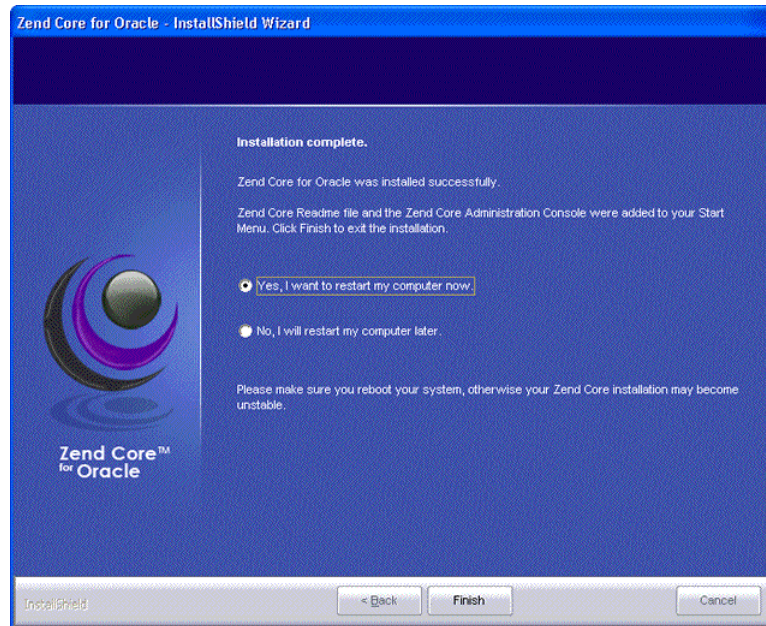 Zend Core for Oracle - InstallShield Wizard
Installation complete.
Zend Core for Oracle was installed successfully.
Zend Core Readme file and the Zend Core Administration Console were added to your Start
Menu. Click Finish to exit the installation.
Yes, I want to restart my computer now.
No, I will restart my computer later.
Please make sure you reboot your system, otherwise your Zend Core installation may become
unstable.
Zend Core™
for Oracle
InstallShield
< Back
Finish
Cancel